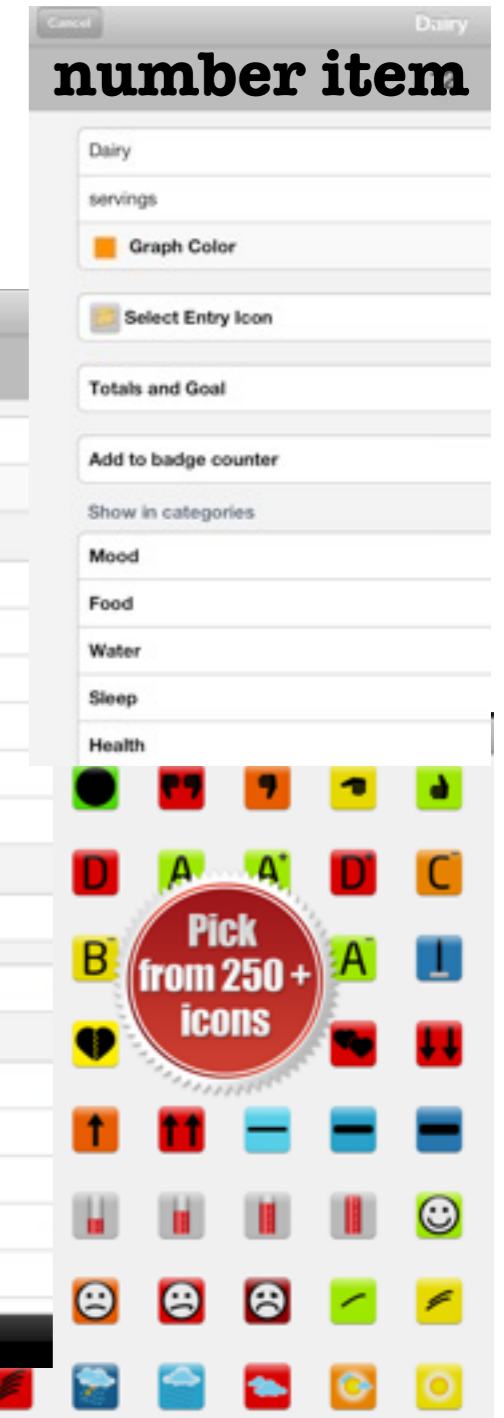 Cancel
Dairy
number item
Dairy
servings
Graph Color
Select Entry Icon
Totals and Goal
Add to badge counter
Show in categories
Mood
Food
Water
Sleep
Health
D A A+ D+ C-
B- A-
Pick
from 250 +
icons